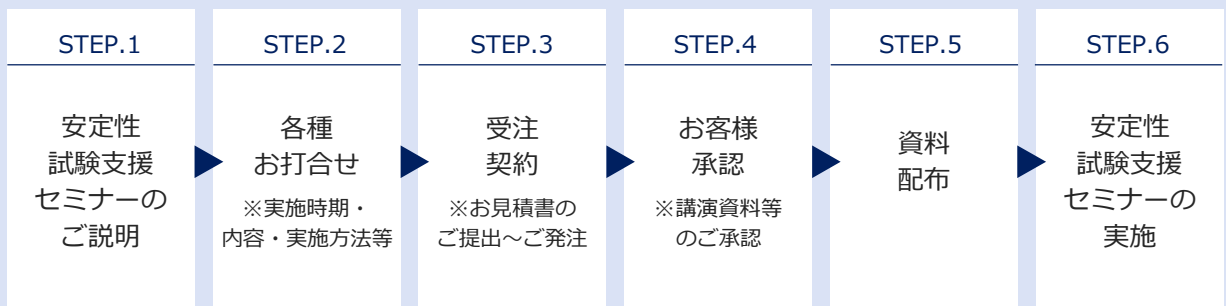 STEP.1
安定性
試験支援
セミナーの
ご説明
STEP.2
各種
お打合せ
※実施時期・
内容・実施方法等
STEP.3
受注
契約
※お見積書の
ご提出～ご発注
STEP.4
お客様
承認
※講演資料等
のご承認
STEP.5
資料
配布
STEP.6
安定性
試験支援
セミナーの
実施